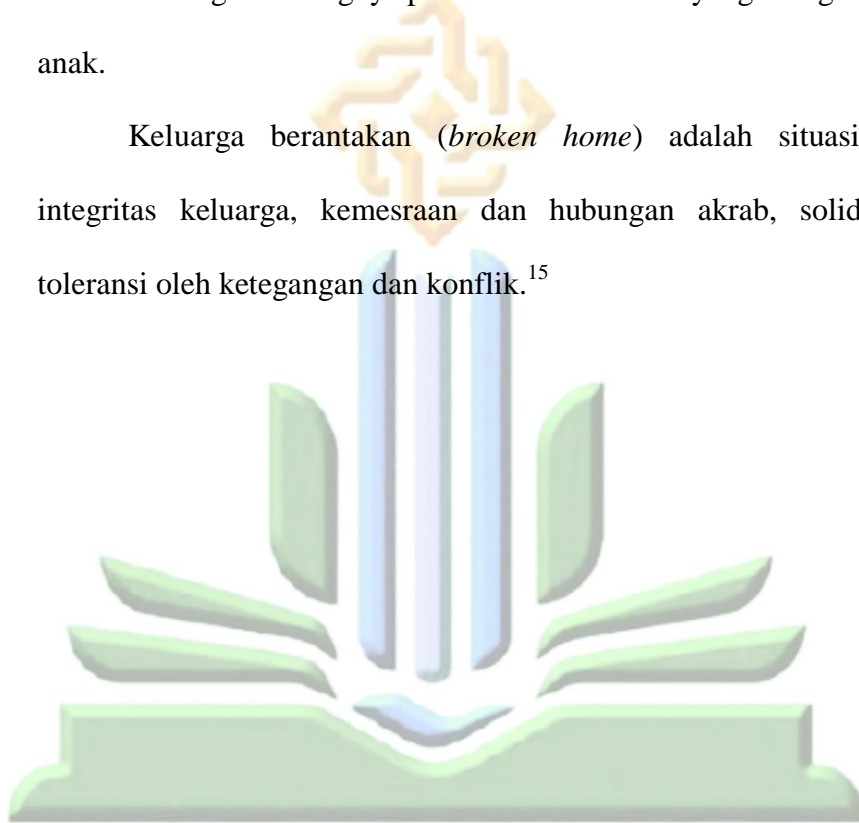 anak.
Keluarga berantakan (broken home) adalah situasi
integritas keluarga, kemesraan dan hubungan akrab, solid
toleransi oleh ketegangan dan konflik.15